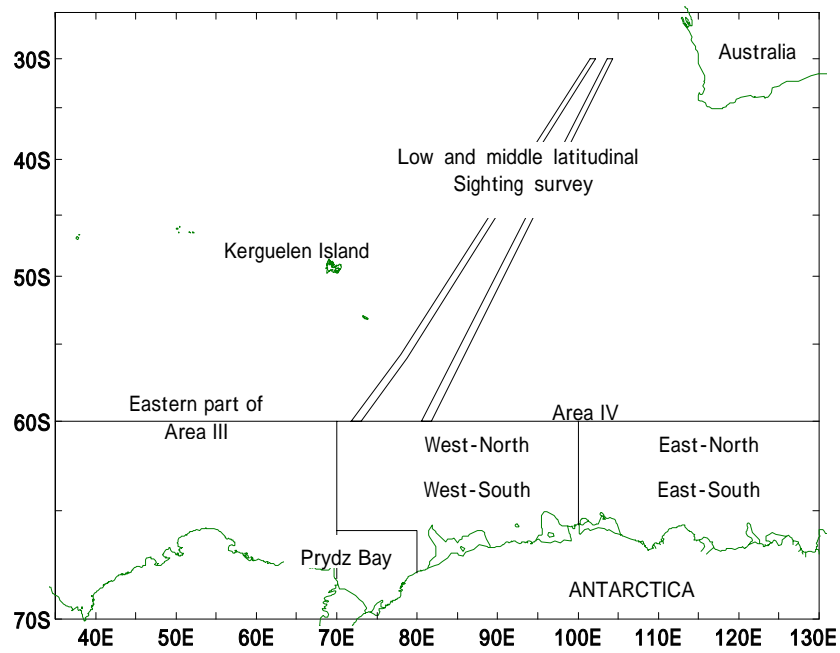 30S
Australia
Low and middle latitudinal
Sighting survey
40S
Kerguelen Island
50S
Eastern part of
Area III
60S
Area IV
West-North
East-North
West-South
East-South
Prydz Bay
ANTARCTICA
70S
40E 50E 60E 70E 80E 90E 100E 110E 120E 130E